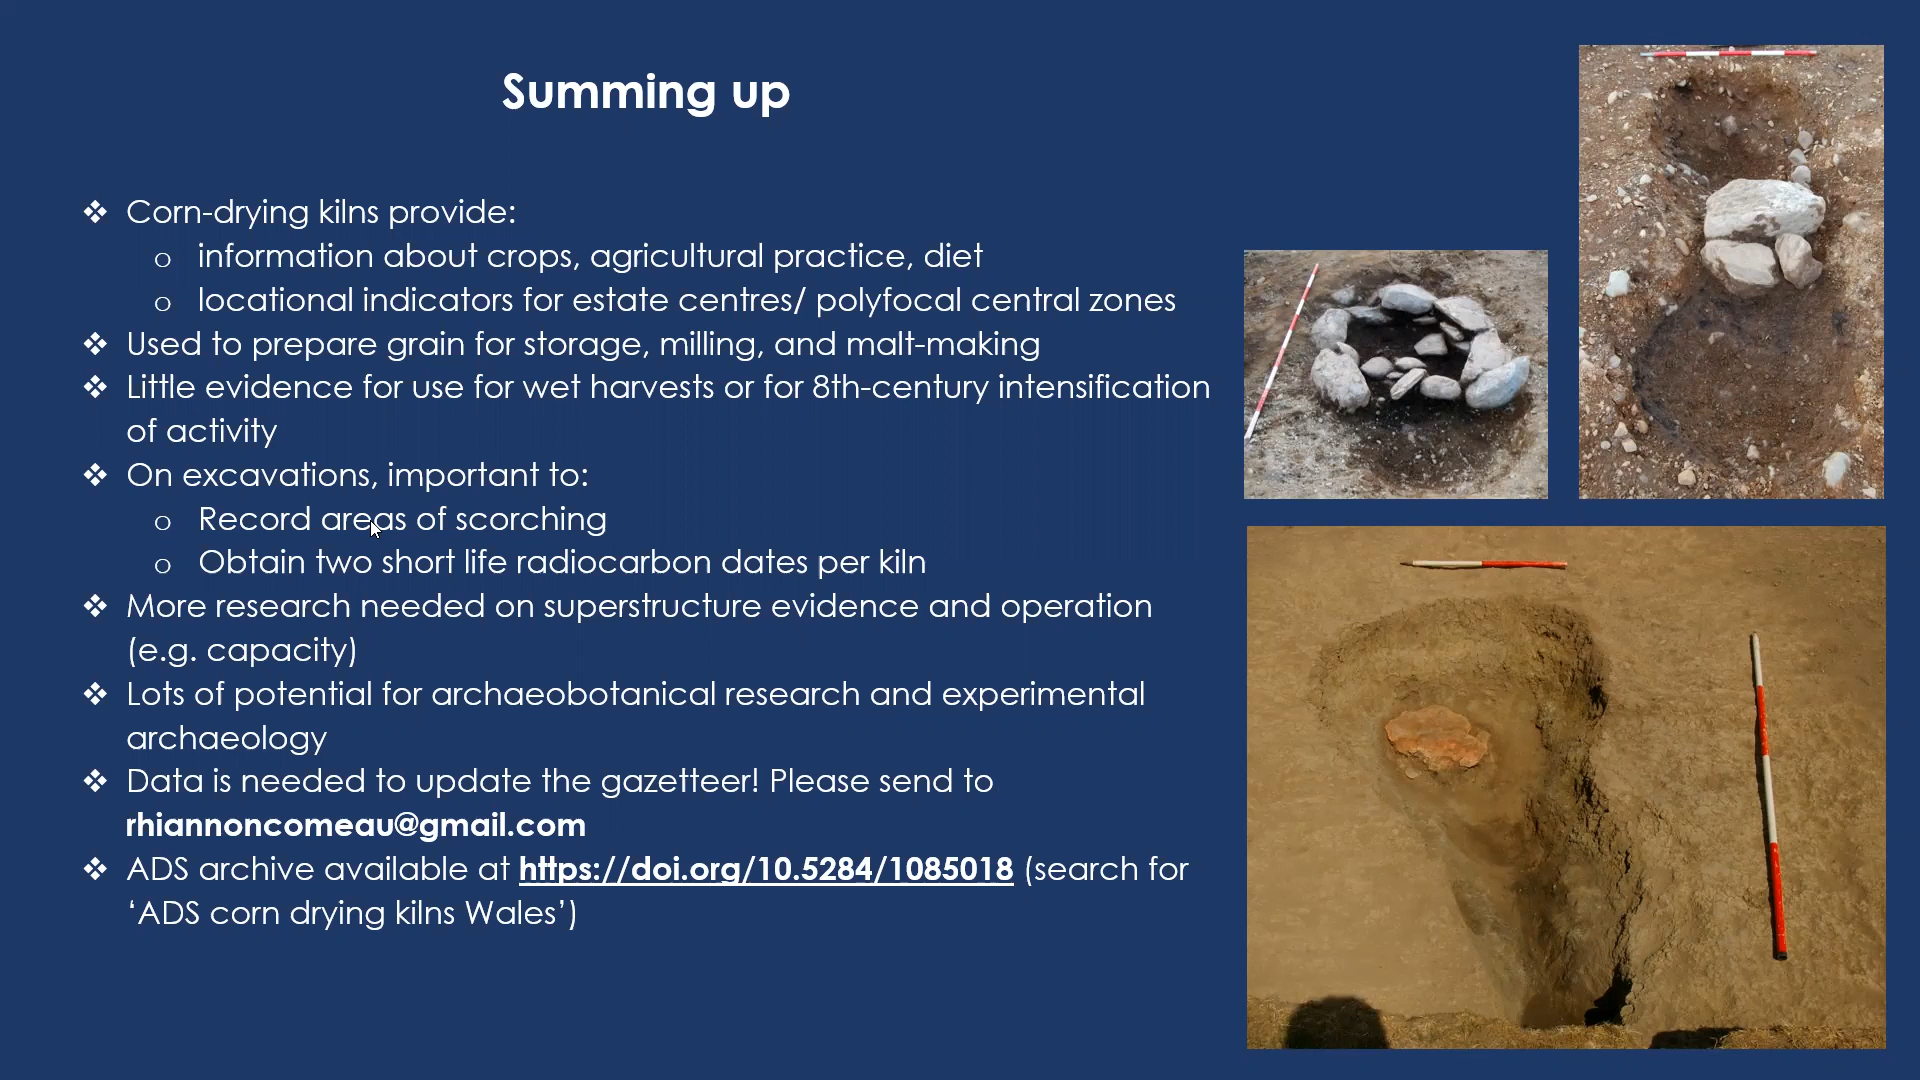 Summing up
❖ Corn-drying kilns provide:
o information about crops, agricultural practice, diet
o locational indicators for estate centres/ polyfocal central zones
❖ Used to prepare grain for storage, milling, and malt-making
❖ Little evidence for use for wet harvests or for 8th-century intensification
of activity
❖ On excavations, important to:
o Record areas of scorching
o Obtain two short life radiocarbon dates per kiln
❖ More research needed on superstructure evidence and operation
(e.g. capacity)
❖ Lots of potential for archaeobotanical research and experimental
archaeology
❖ Data is needed to update the gazetteer! Please send to
rhiannoncomeau@gmail.com
❖ ADS archive available at https://doi.org/10.5284/1085018 (search for
‘ADS corn drying kilns Wales’)